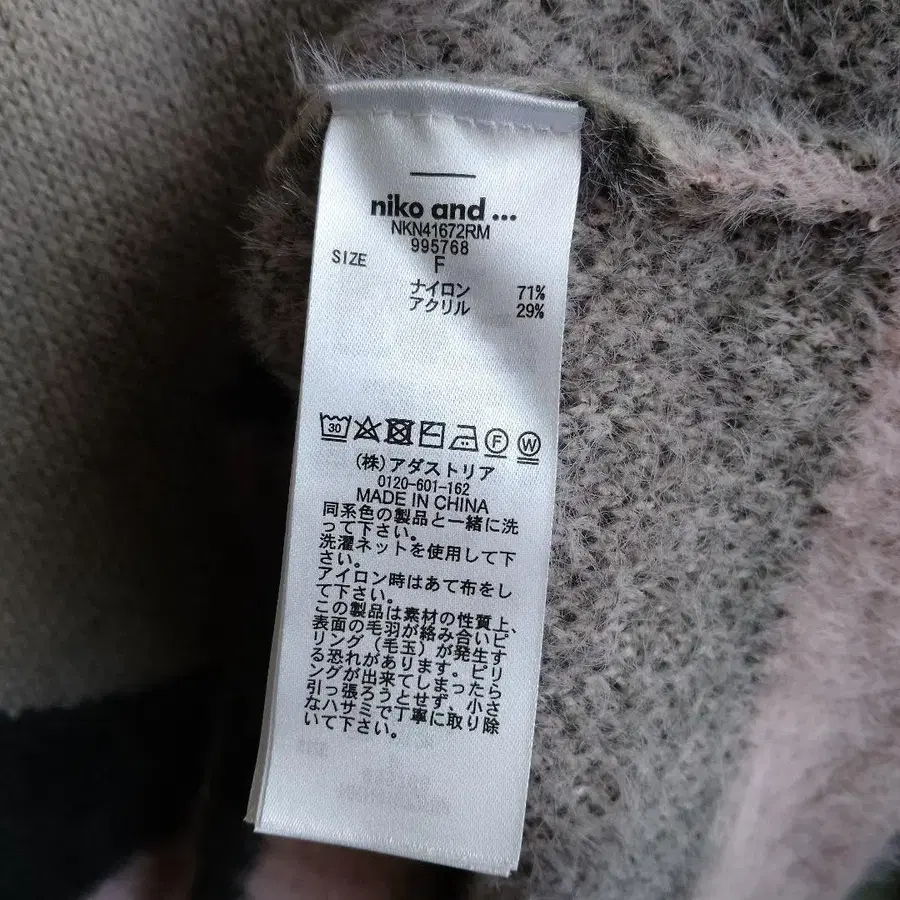 niko and ...
NKN41672RM
995768
SIZE F
ナイロン 71%
アクリル 29%
30 F W
(株)アダストリア
0120-601-162
MADE IN CHINA
同系色の製品と一緒に洗
って下さい。
洗濯ネットを使用して下
さい。
アイロン時はあて布をし
て下さい。
この製品は素材の性質上、
表面の毛羽が絡み合いピ
リング(毛玉)が発生す
る恐れがあります。ピリ
ングが出来てしまったら
引っ張ろうとせず、小さ
なハサミで丁寧に取り除
いて下さい。